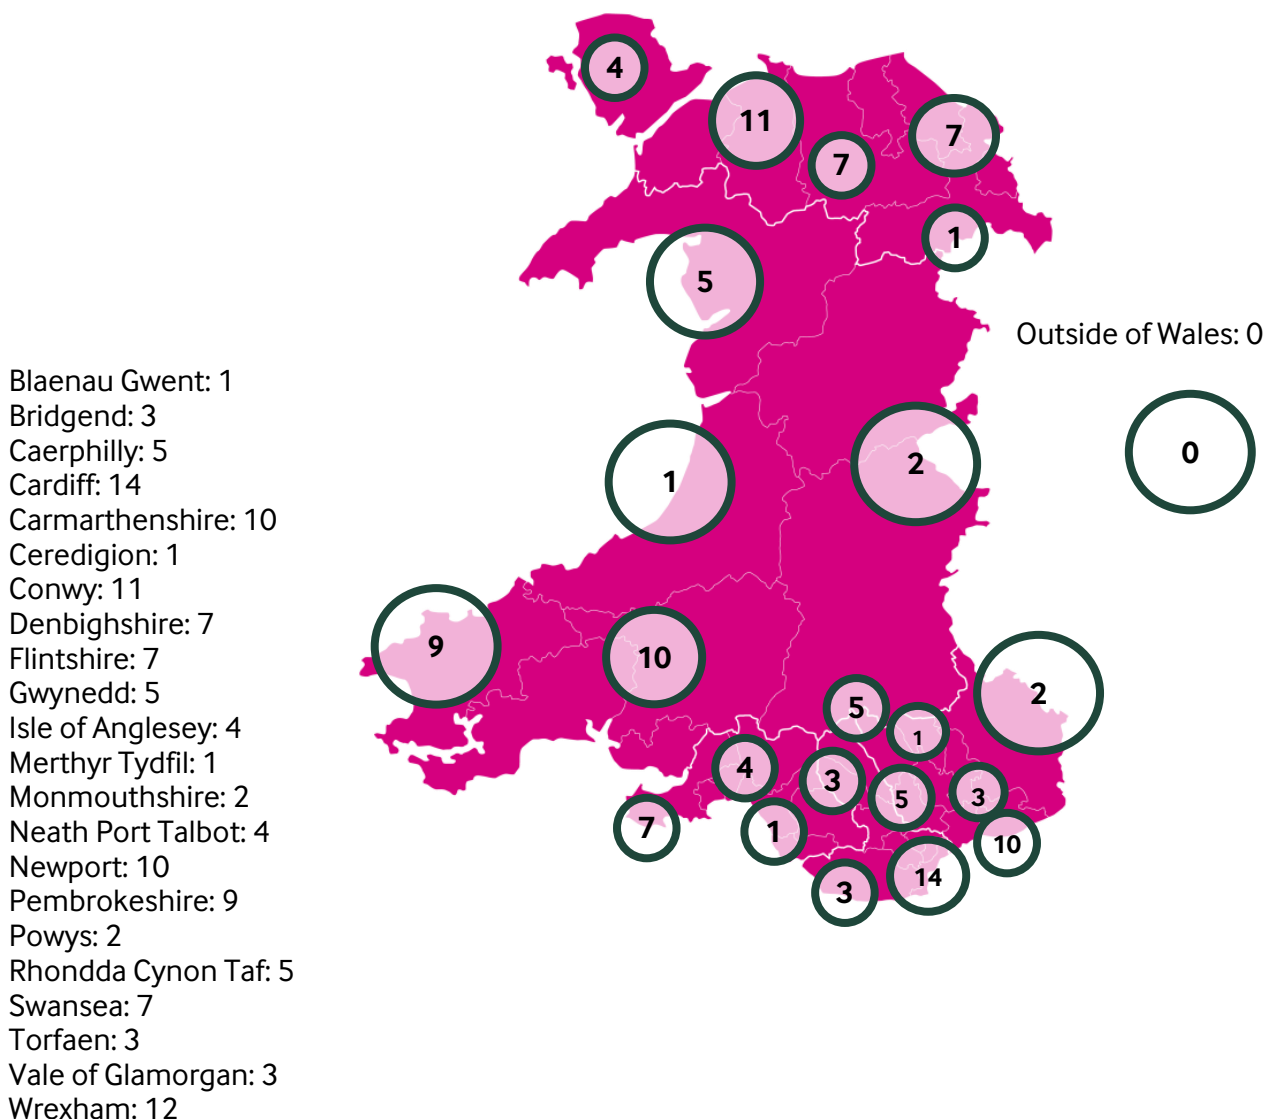 4
11
7
7
1
5
Outside of Wales: 0
0
2
1
9
10
2
5
1
4
3
5
3
7
1
10
3
14
Blaenau Gwent: 1
Bridgend: 3
Caerphilly: 5
Cardiff: 14
Carmarthenshire: 10
Ceredigion: 1
Conwy: 11
Denbighshire: 7
Flintshire: 7
Gwynedd: 5
Isle of Anglesey: 4
Merthyr Tydfil: 1
Monmouthshire: 2
Neath Port Talbot: 4
Newport: 10
Pembrokeshire: 9
Powys: 2
Rhondda Cynon Taf: 5
Swansea: 7
Torfaen: 3
Vale of Glamorgan: 3
Wrexham: 12